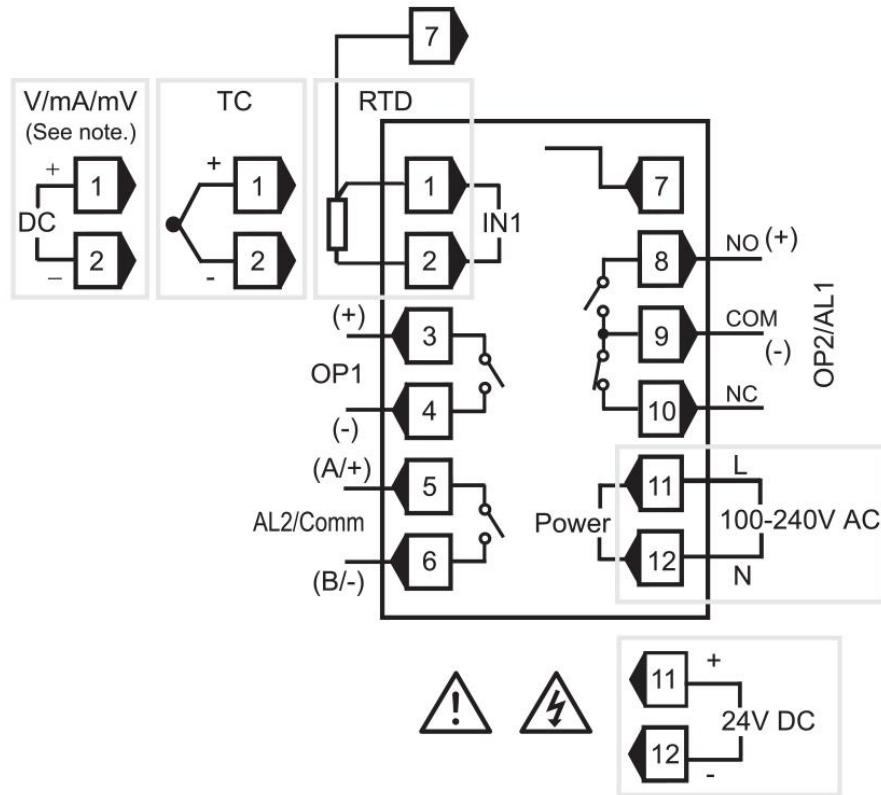 7
V/mA/mV
(See note.)
+
1
DC
–
2
TC
+
1
-
2
RTD
1
2
IN1
7
8
NO (+)
9
COM
(-)
10
NC
OP2/AL1
(+)
3
OP1
4
(-)
(A/+)
5
AL2/Comm
6
(B/-)
11
L
Power
100-240V AC
12
N
!
11
+
24V DC
12
-